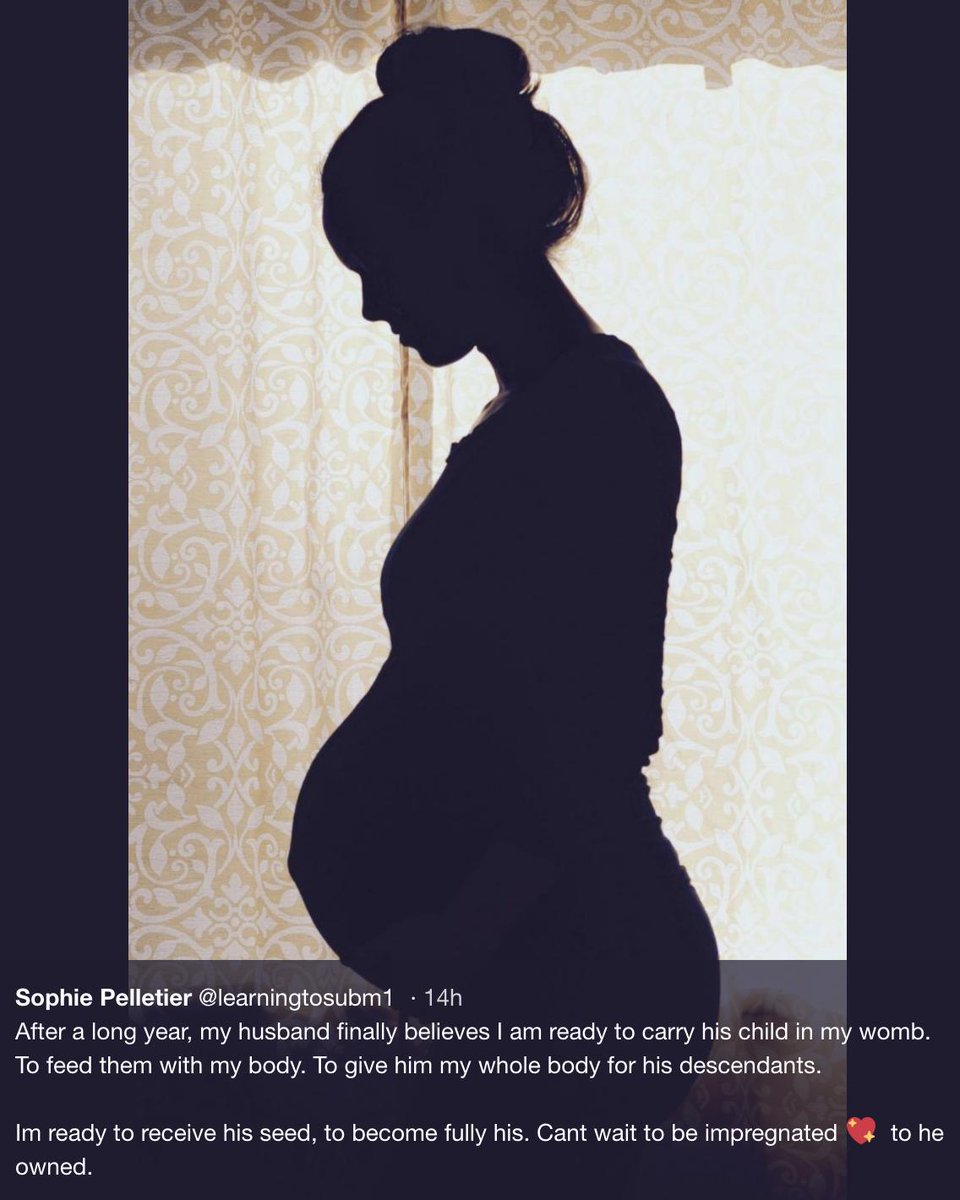 Sophie Pelletier @learningtosubm1 · 14h
After a long year, my husband finally believes I am ready to carry his child in my womb.
To feed them with my body. To give him my whole body for his descendants.
Im ready to receive his seed, to become fully his. Cant wait to be impregnated 💖 to he
owned.